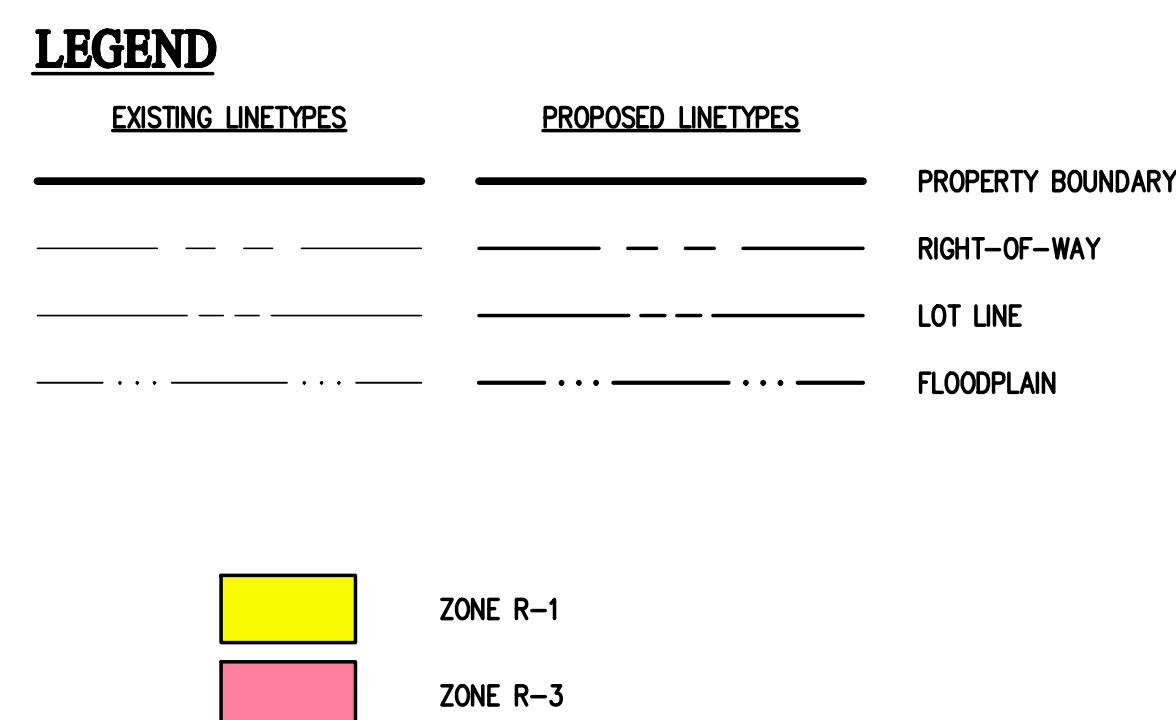 LEGEND
EXISTING LINETYPES PROPOSED LINETYPES
PROPERTY BOUNDARY
RIGHT-OF-WAY
LOT LINE
FLOODPLAIN
ZONE R-1
ZONE R-3